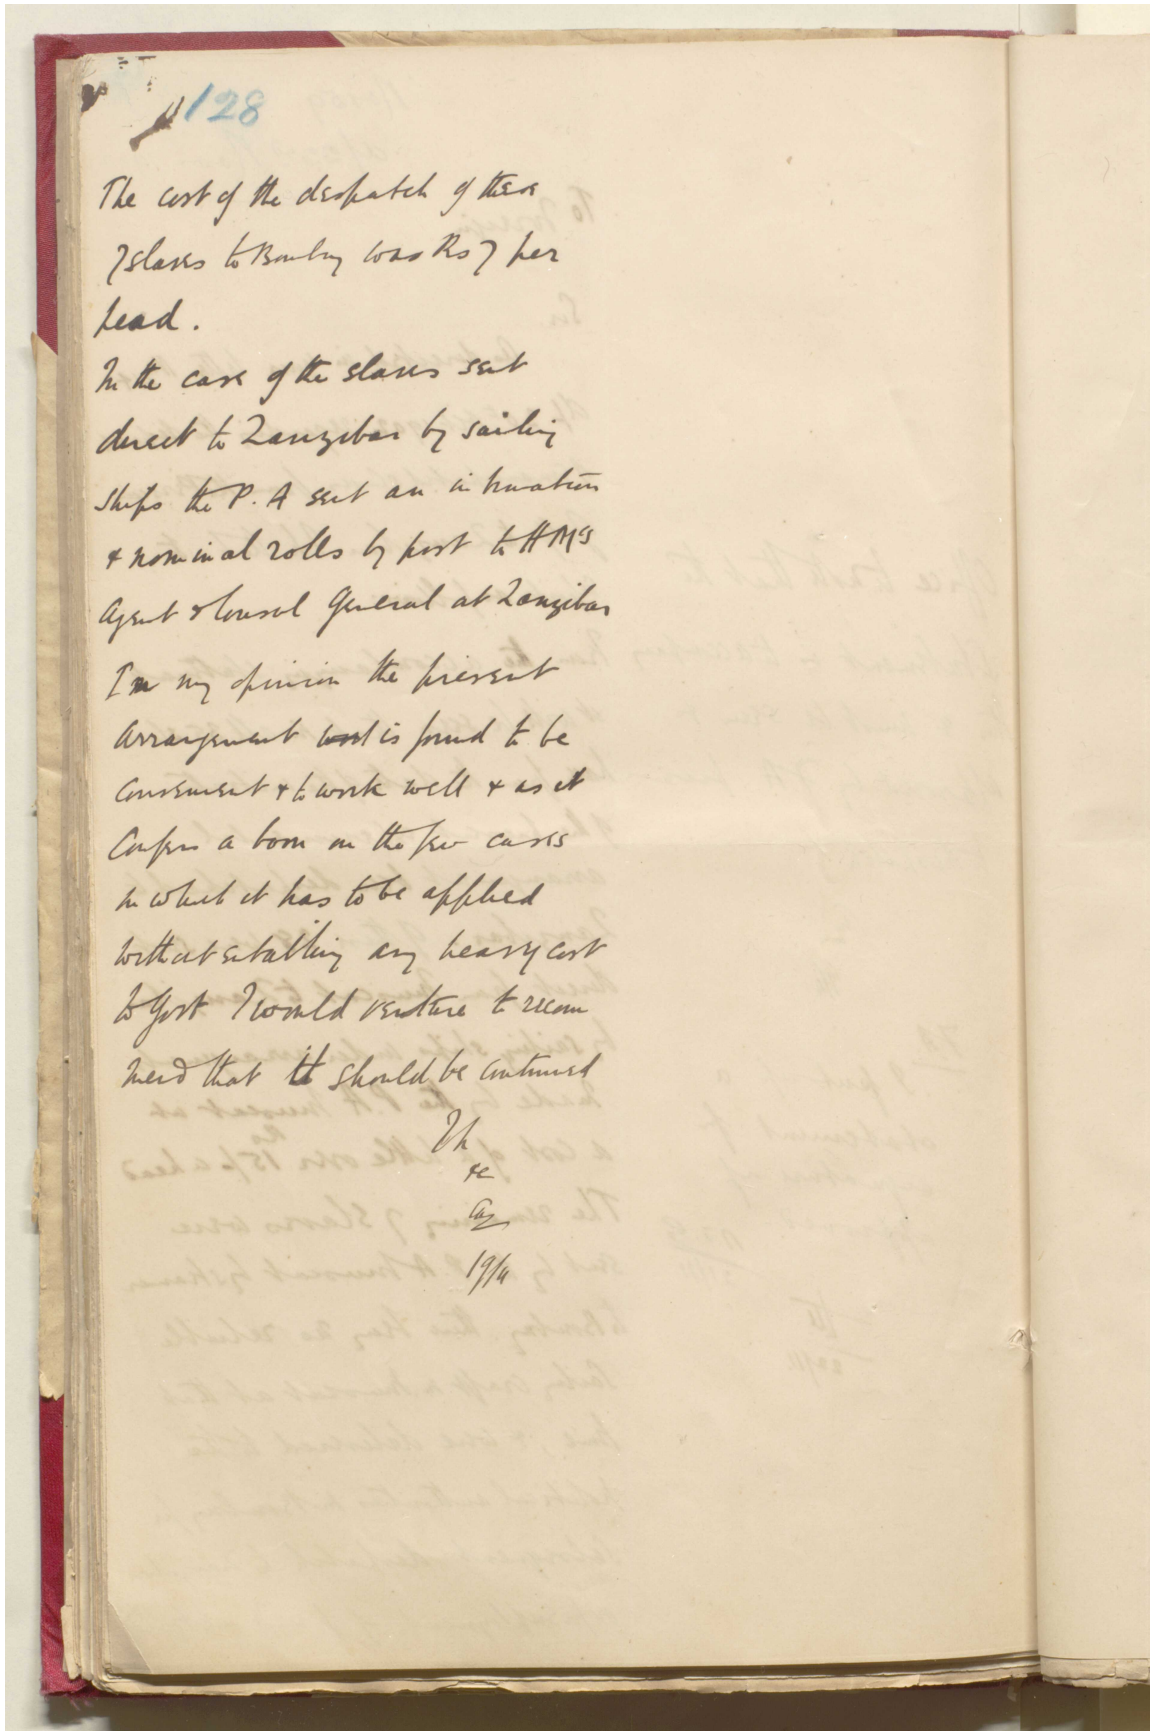 128
The cost of the despatch of these
7 slaves to Bombay was Rs 7 per
head.
In the case of the slaves sent
direct to Zanzibar by sailing
ships the P. A sent an intimation
& nominal rolls by post to HM's
Agent & Consul General at Zanzibar
In my opinion the present
arrangement is found to be
convenient & to work well & as it
confers a boon on the few cases
in which it has to be applied
without entailing any heavy cost
to Govt I would venture to recom
mend that it should be continued
&c
19/11